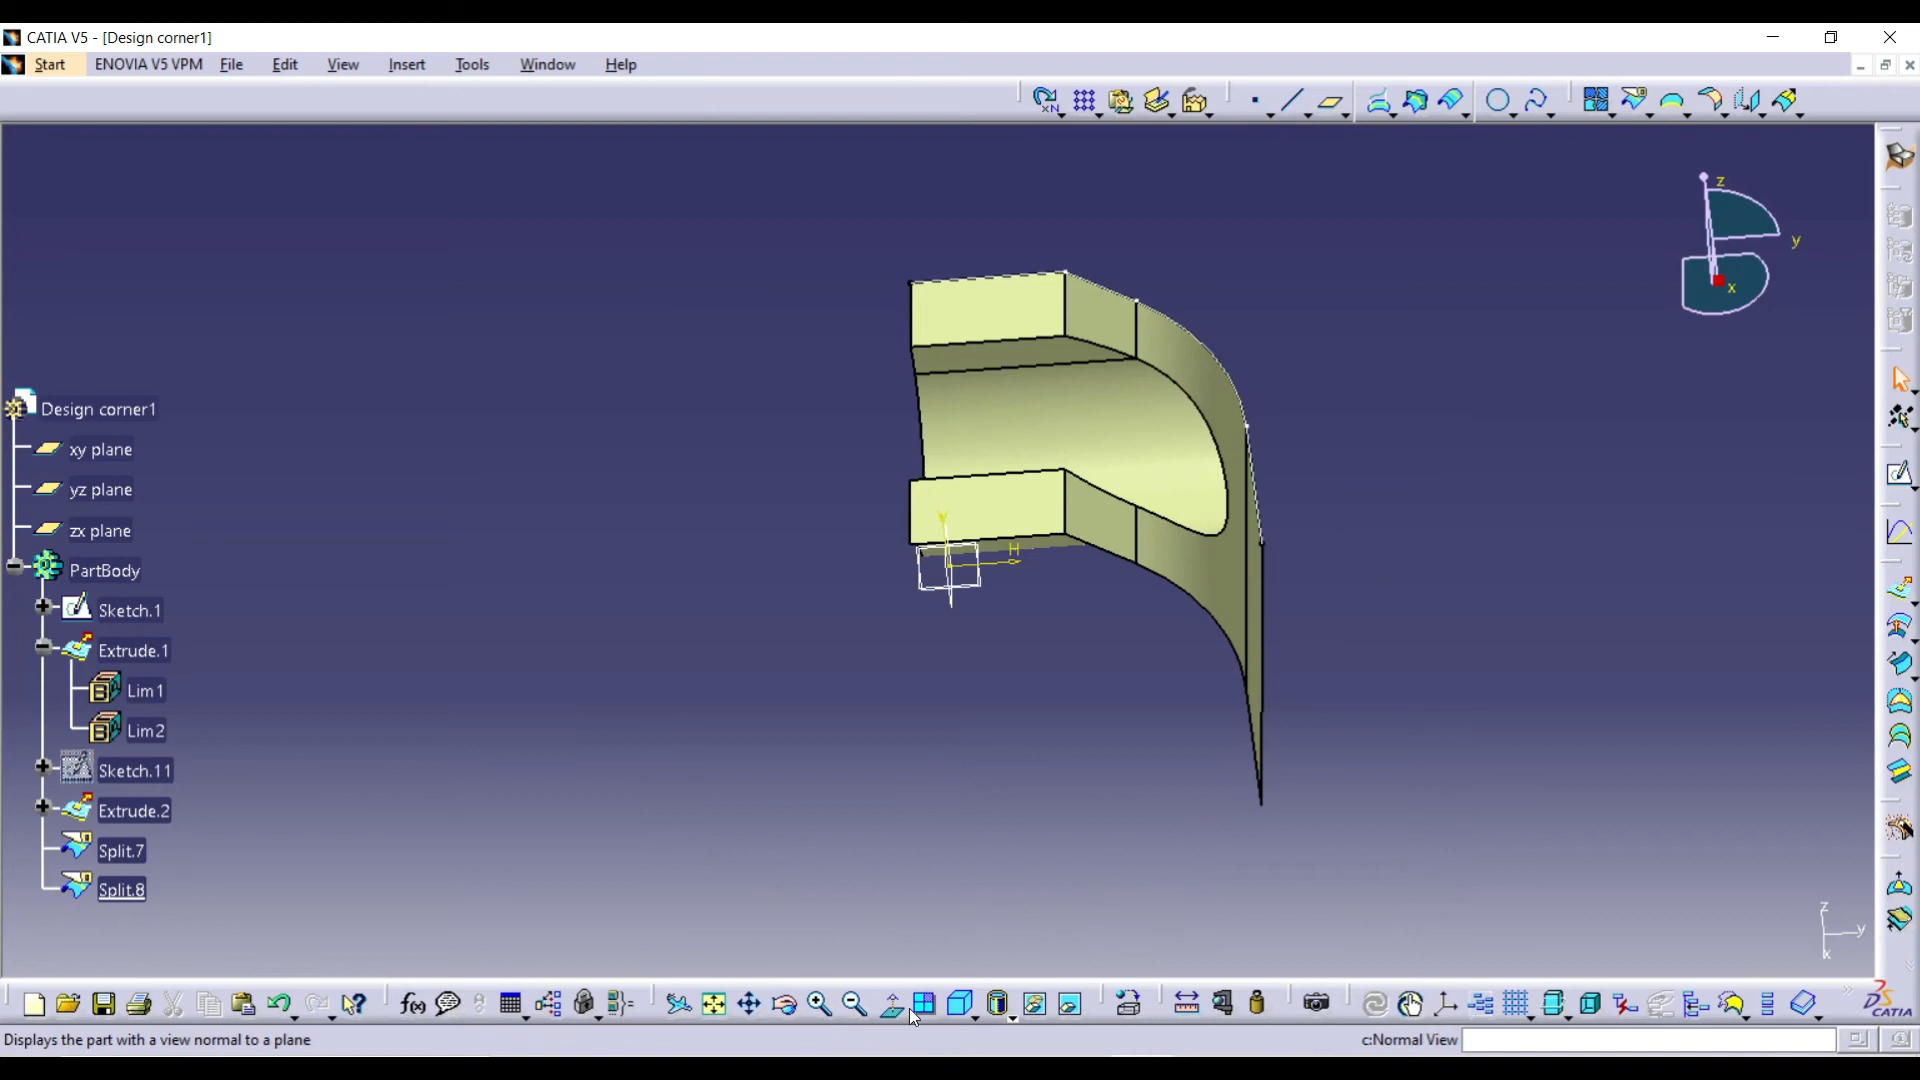 CATIA V5 - [Design corner1]
Start ENOVIA V5 VPM File Edit View Insert Tools Window Help
z
y
x
Design corner1
xy plane
yz plane
zx plane
PartBody
Sketch.1
Extrude.1
Lim1
Lim2
Sketch.11
Extrude.2
Split.7
Split.8
V
H
z
y
x
f(x)
CATIA
Displays the part with a view normal to a plane
c:Normal View